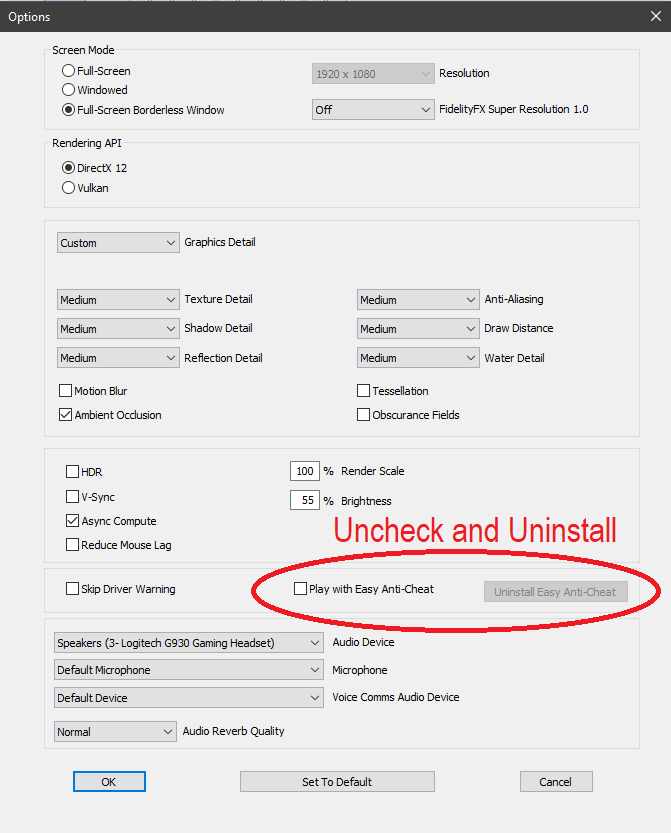 Options
Screen Mode
Full-Screen
1920 x 1080 Resolution
Windowed
Full-Screen Borderless Window
Off FidelityFX Super Resolution 1.0
Rendering API
DirectX 12
Vulkan
Custom Graphics Detail
Medium Texture Detail Medium Anti-Aliasing
Medium Shadow Detail Medium Draw Distance
Medium Reflection Detail Medium Water Detail
Motion Blur Tessellation
Ambient Occlusion Obscurance Fields
HDR 100 % Render Scale
V-Sync 55 % Brightness
Async Compute
Uncheck and Uninstall
Reduce Mouse Lag
Skip Driver Warning Play with Easy Anti-Cheat Uninstall Easy Anti-Cheat
Speakers (3- Logitech G930 Gaming Headset) Audio Device
Default Microphone Microphone
Default Device Voice Comms Audio Device
Normal Audio Reverb Quality
OK Set To Default Cancel